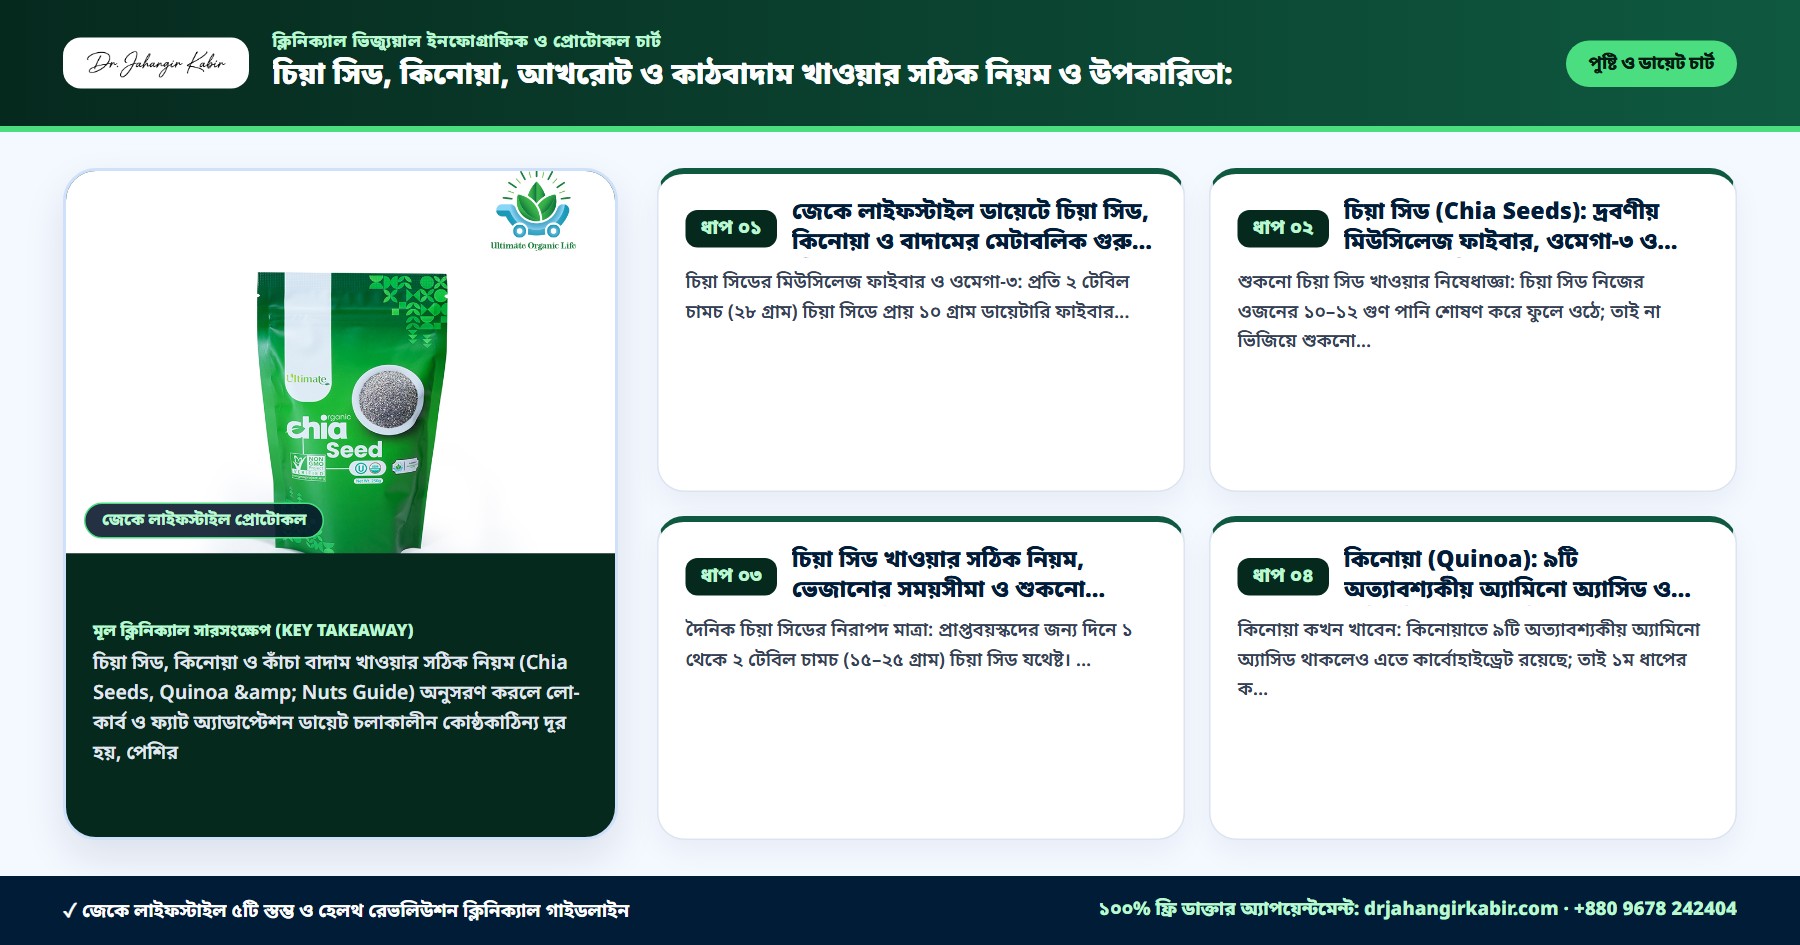 Dr. Jahangir Kabir
ক্লিনিক্যাল ভিজ্যুয়াল ইনফোগ্রাফিক ও প্রোটোকল চার্ট
চিয়া সিড, কিনোয়া, আখরোট ও কাঠবাদাম খাওয়ার সঠিক নিয়ম ও উপকারিতা:
পুষ্টি ও ডায়েট চার্ট
Ultimate Organic Life
Ultimate
organic
chia
Seed
NON
GMO
জেকে লাইফস্টাইল প্রোটোকল
মূল ক্লিনিক্যাল সারসংক্ষেপ (KEY TAKEAWAY)
চিয়া সিড, কিনোয়া ও কাঁচা বাদাম খাওয়ার সঠিক নিয়ম (Chia
Seeds, Quinoa &amp; Nuts Guide) অনুসরণ করলে লো-
কার্ব ও ফ্যাট অ্যাডাপ্টেশন ডায়েট চলাকালীন কোষ্ঠকাঠিন্য দূর
হয়, পেশির
ধাপ ০১
জেকে লাইফস্টাইল ডায়েটে চিয়া সিড,
কিনোয়া ও বাদামের মেটাবলিক গুরু...
চিয়া সিডের মিউসিলেজ ফাইবার ও ওমেগা-৩: প্রতি ২ টেবিল
চামচ (২৮ গ্রাম) চিয়া সিডে প্রায় ১০ গ্রাম ডায়েটারি ফাইবার...
ধাপ ০২
চিয়া সিড (Chia Seeds): দ্রবণীয়
মিউসিলেজ ফাইবার, ওমেগা-৩ ও...
শুকনো চিয়া সিড খাওয়ার নিষেধাজ্ঞা: চিয়া সিড নিজের
ওজনের ১০–১২ গুণ পানি শোষণ করে ফুলে ওঠে; তাই না
ভিজিয়ে শুকনো...
ধাপ ০৩
চিয়া সিড খাওয়ার সঠিক নিয়ম,
ভেজানোর সময়সীমা ও শুকনো...
দৈনিক চিয়া সিডের নিরাপদ মাত্রা: প্রাপ্তবয়স্কদের জন্য দিনে ১
থেকে ২ টেবিল চামচ (১৫–২৫ গ্রাম) চিয়া সিড যথেষ্ট। ...
ধাপ ০৪
কিনোয়া (Quinoa): ৯টি
অত্যাবশ্যকীয় অ্যামিনো অ্যাসিড ও...
কিনোয়া কখন খাবেন: কিনোয়াতে ৯টি অত্যাবশ্যকীয় অ্যামিনো
অ্যাসিড থাকলেও এতে কার্বোহাইড্রেট রয়েছে; তাই ১ম ধাপের
ক...
✓ জেকে লাইফস্টাইল ৫টি স্তম্ভ ও হেলথ রেভলিউশন ক্লিনিক্যাল গাইডলাইন
১০০% ফ্রি ডাক্তার অ্যাপয়েন্টমেন্ট: drjahangirkabir.com · +880 9678 242404